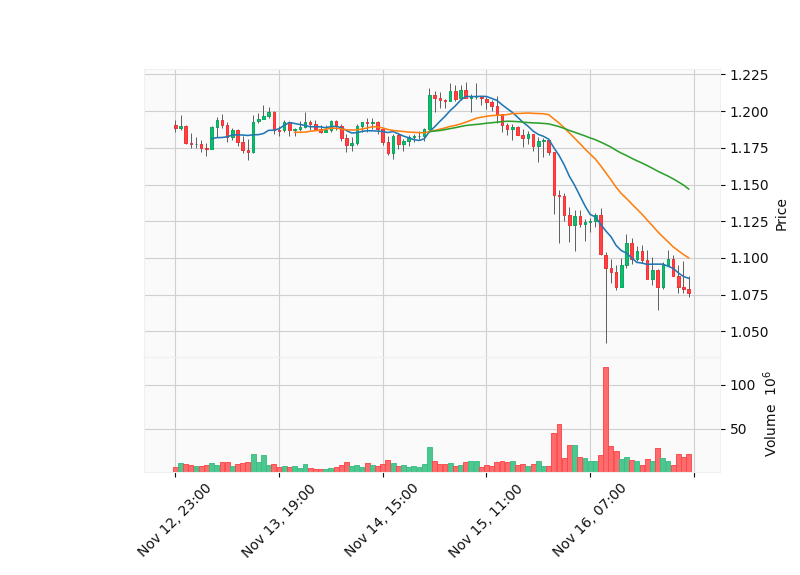 1.225
1.200
1.175
1.150
1.125
1.100
1.075
1.050
Price
100
50
Volume 10⁶
Nov 12, 23:00
Nov 13, 19:00
Nov 14, 15:00
Nov 15, 11:00
Nov 16, 07:00